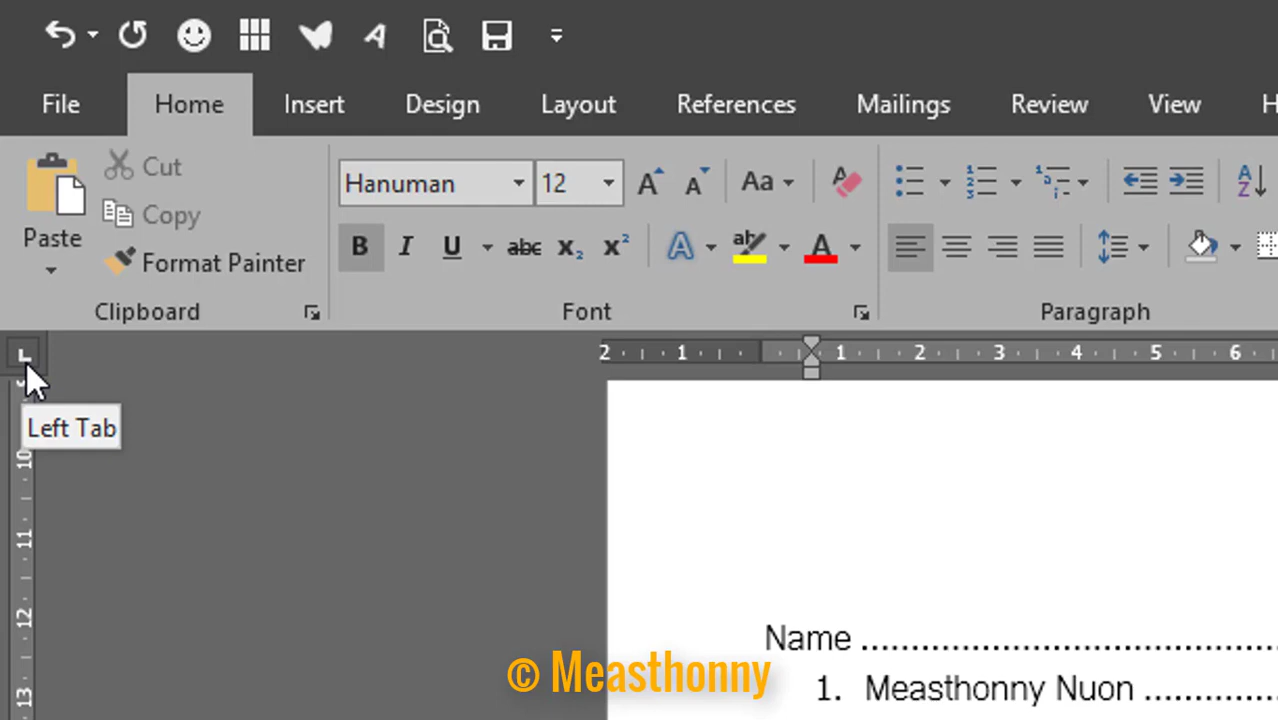 File Home Insert Design Layout References Mailings Review View H
Cut
Copy
Paste
Format Painter
Clipboard
Hanuman 12
B I U abc x₂ x²
Font
Paragraph
2 1 1 2 3 4 5 6
Left Tab
10
11
12
13
Name ..............................................
1. Measthonny Nuon ...............
© Measthonny